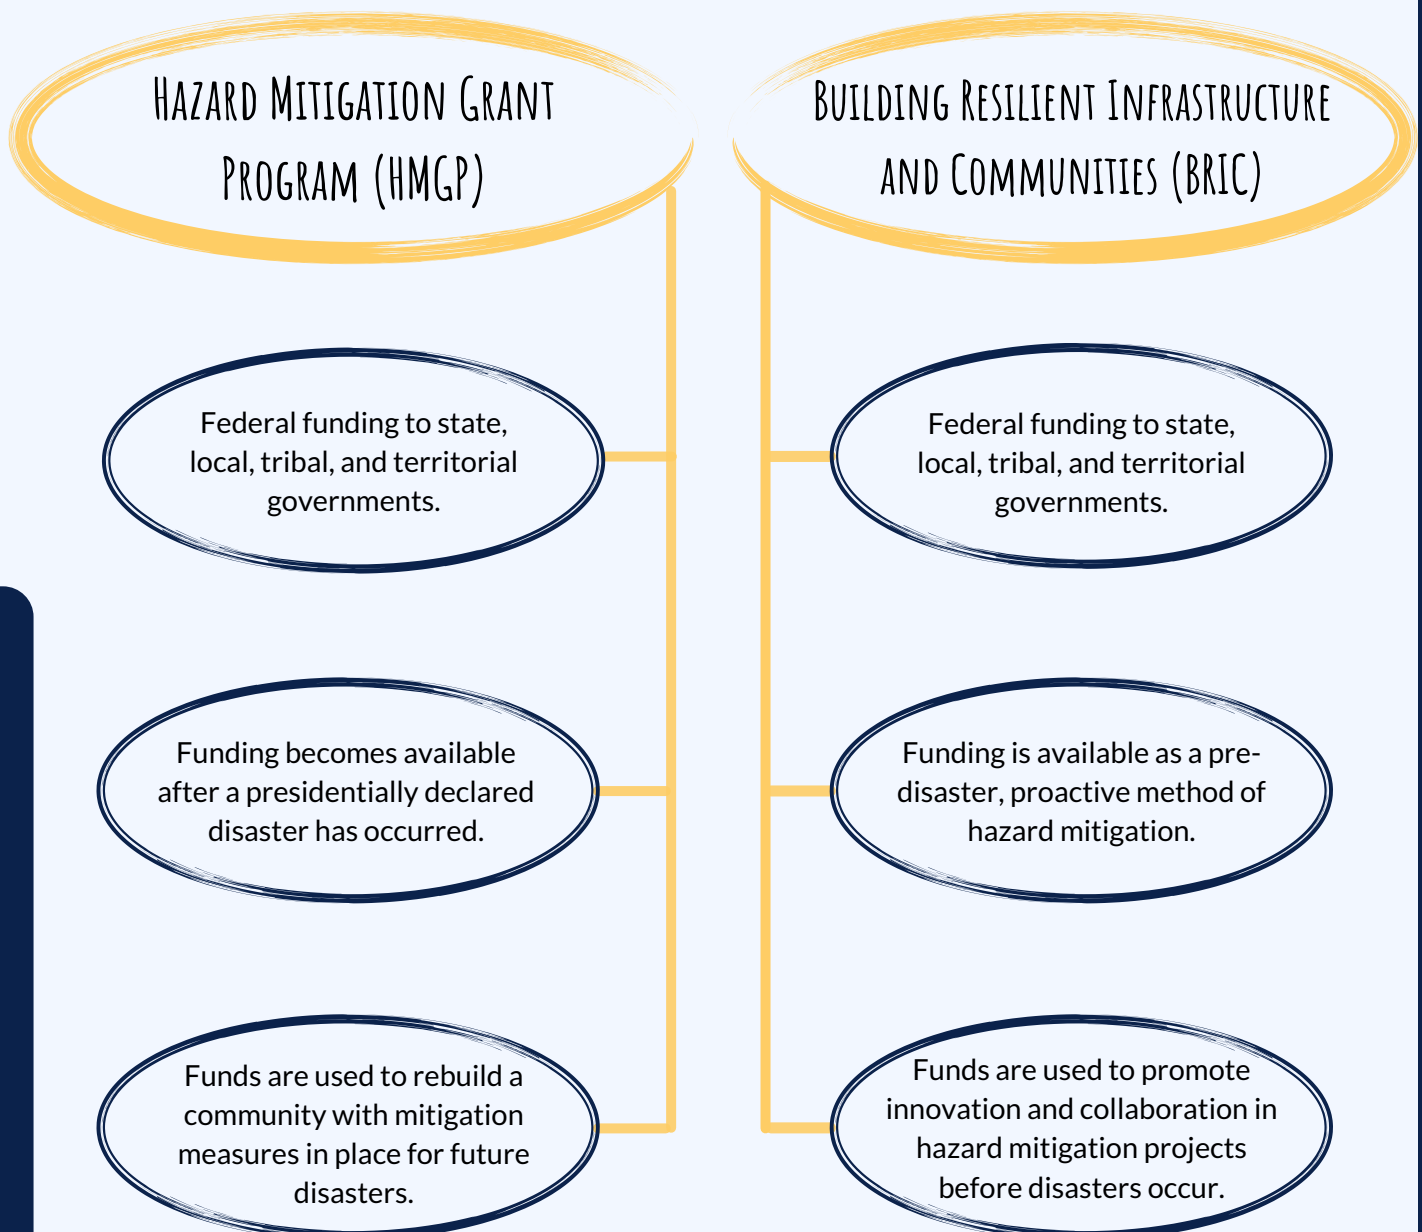 Hazard Mitigation Grant
Program (HMGP)
Federal funding to state,
local, tribal, and territorial
governments.
Funding becomes available
after a presidentially declared
disaster has occurred.
Funds are used to rebuild a
community with mitigation
measures in place for future
disasters.
Building Resilient Infrastructure
and Communities (BRIC)
Federal funding to state,
local, tribal, and territorial
governments.
Funding is available as a pre-
disaster, proactive method of
hazard mitigation.
Funds are used to promote
innovation and collaboration in
hazard mitigation projects
before disasters occur.